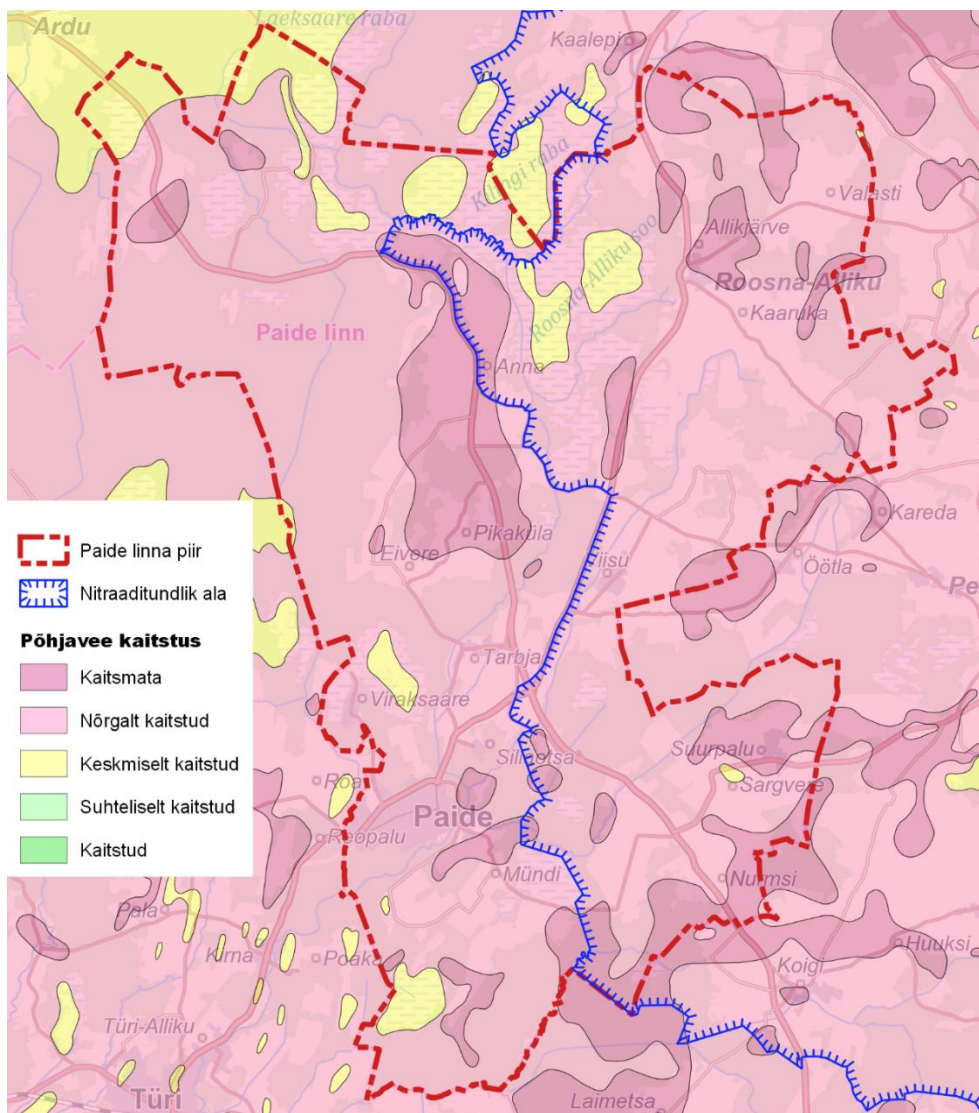 Laeksaare raba
Ardu
Kaalepi
Kilingi raba
Valasti
Allikjärve
Roosna-Alliku soo
Roosna-Alliku
Kaaruka
Paide linn
Anna
Kareda
Pikaküla
Eivore
Öötla
Tarbja
Viraksaare
Sillaotsa
Suurpalu
Sargvere
Roa
Paide
Reopalu
Mündi
Nurmsi
Pala
Kirna
Poaka
Huuksi
Koigi
Türi-Alliku
Türi
Laimetsa
Paide linna piir
Nitraaditundlik ala
Põhjavee kaitstus
Kaitsmata
Nõrgalt kaitstud
Keskmiselt kaitstud
Suhteliselt kaitstud
Kaitstud